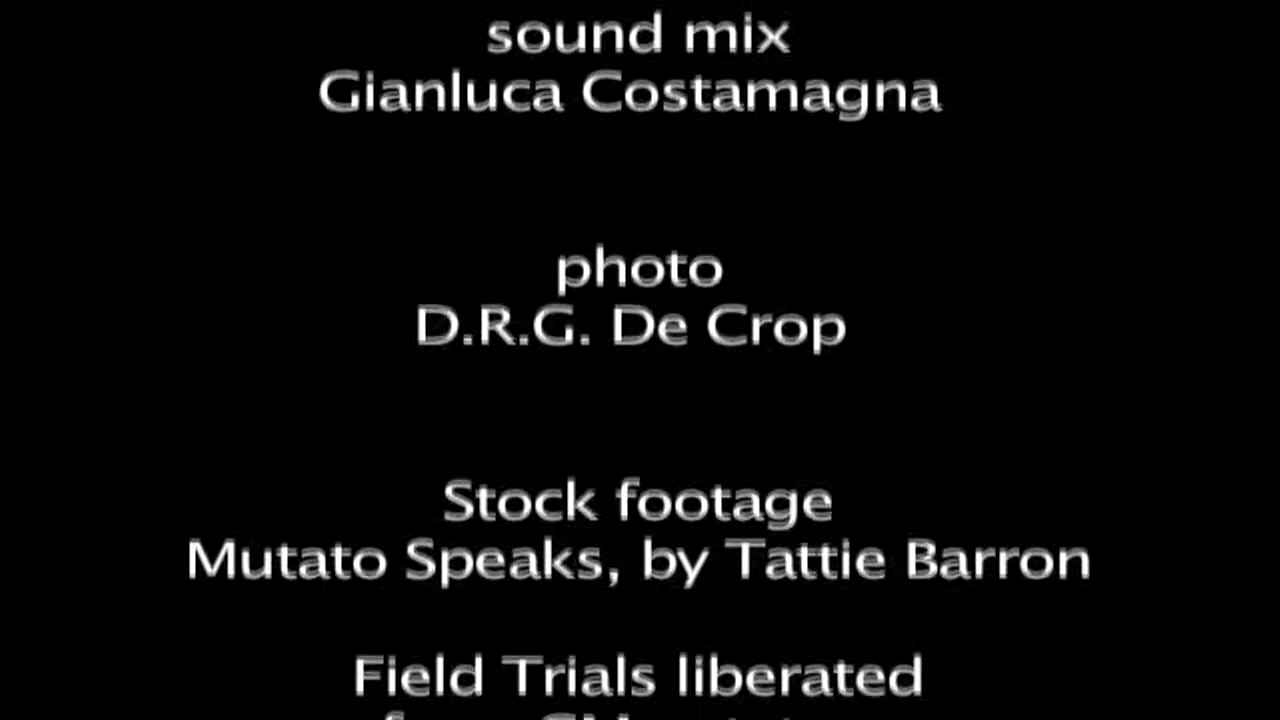 sound mix
Gianluca Costamagna
photo
D.R.G. De Crop
Stock footage
Mutato Speaks, by Tattie Barron
Field Trials liberated